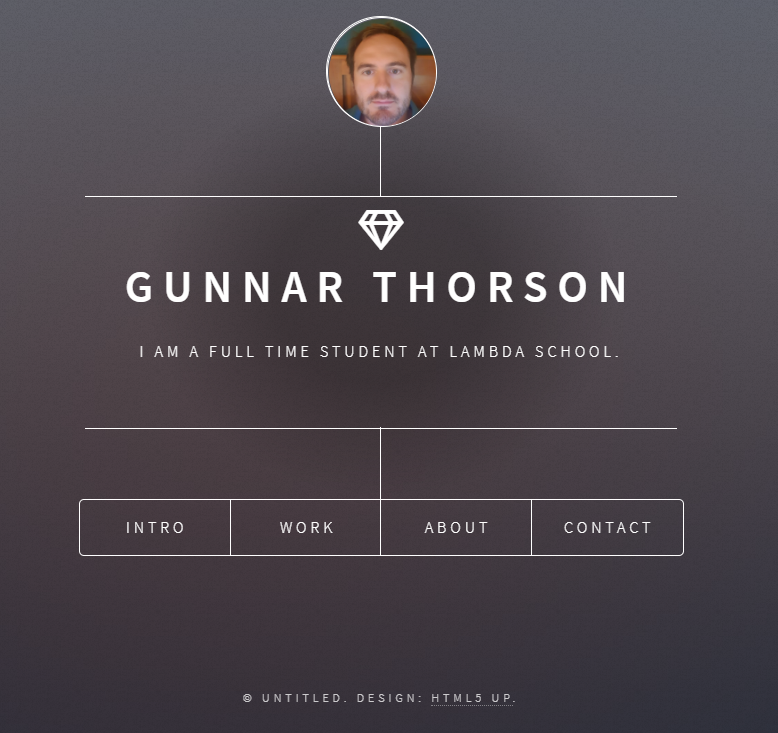 GUNNAR THORSON
I AM A FULL TIME STUDENT AT LAMBDA SCHOOL.
INTRO WORK ABOUT CONTACT
© UNTITLED. DESIGN: HTML5 UP.